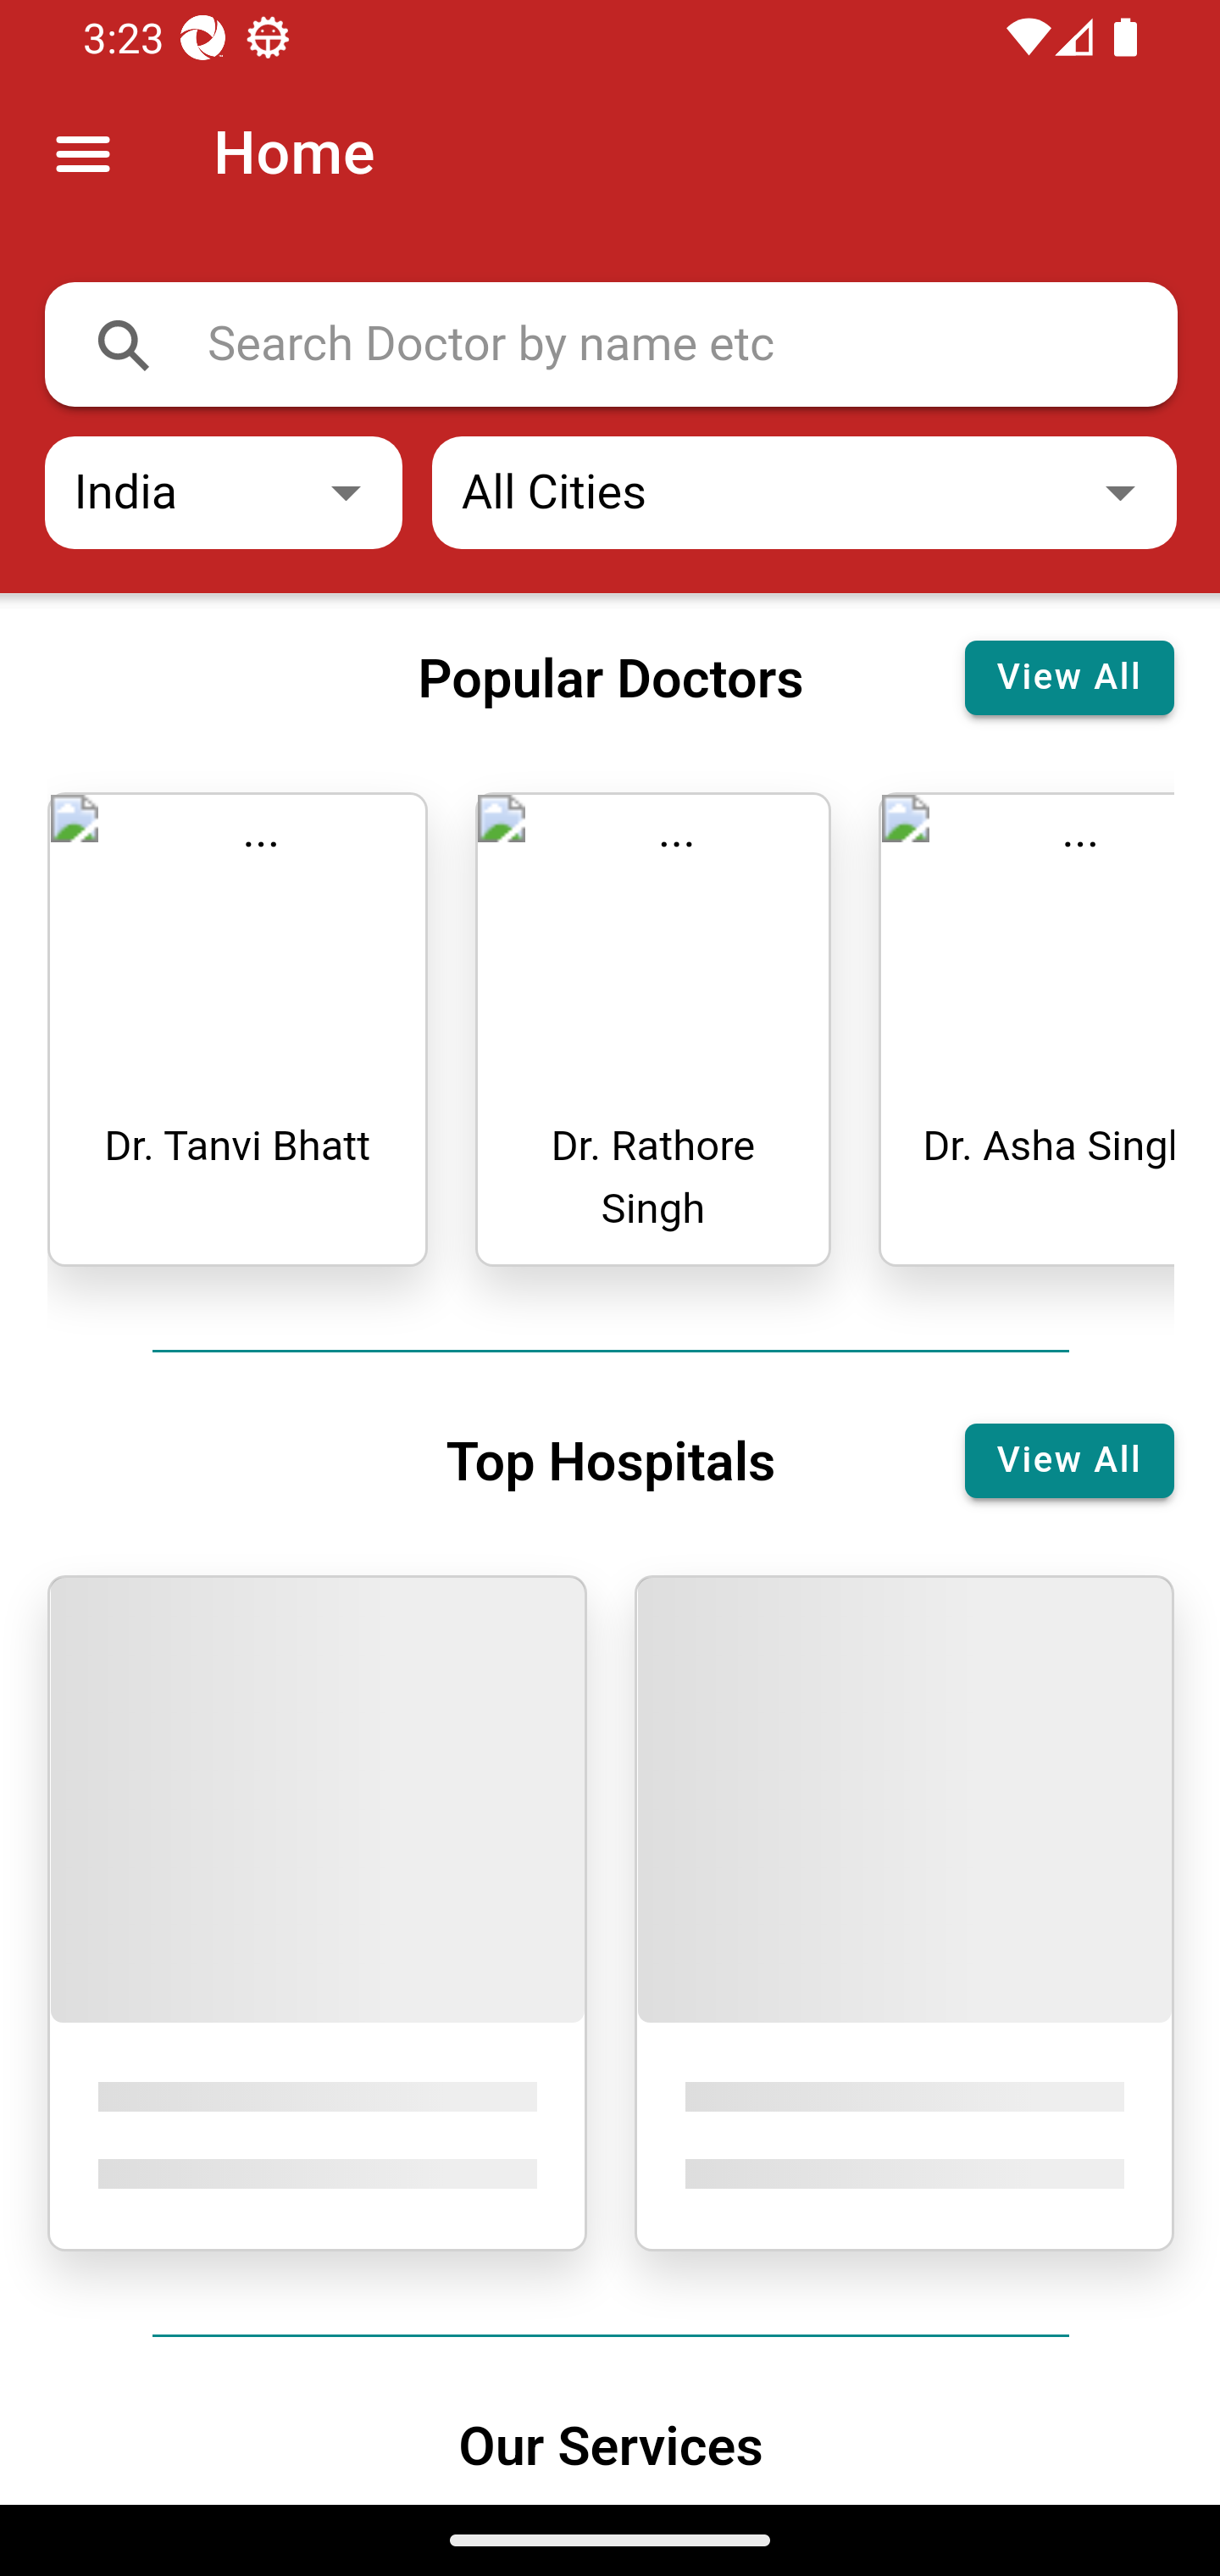 3:23
Home
Search Doctor by name etc
India
All Cities
Popular Doctors
View All
...
...
...
Dr. Tanvi Bhatt
Dr. Rathore
Singh
Dr. Asha Singh
Top Hospitals
View All
Our Services